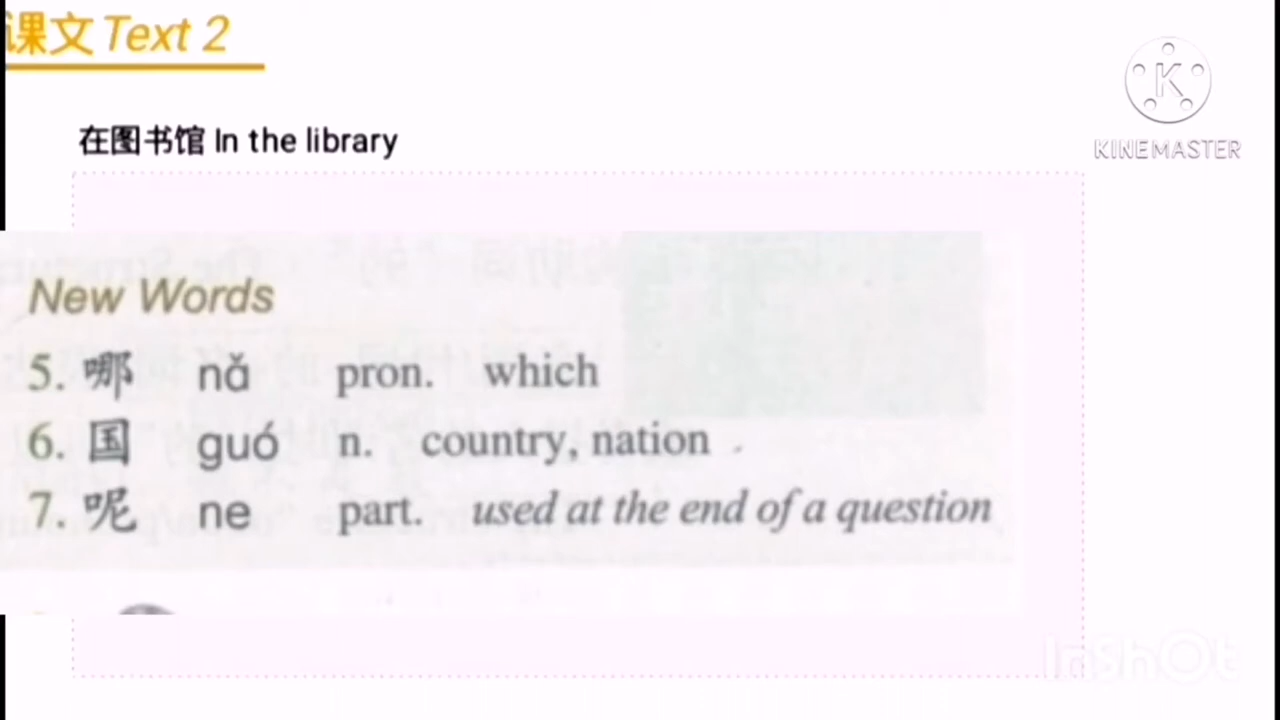 课文 Text 2
KINEMASTER
在图书馆 In the library
New Words
5. 哪 nǎ pron. which
6. 国 guó n. country, nation
7. 呢 ne part. used at the end of a question
InShOt